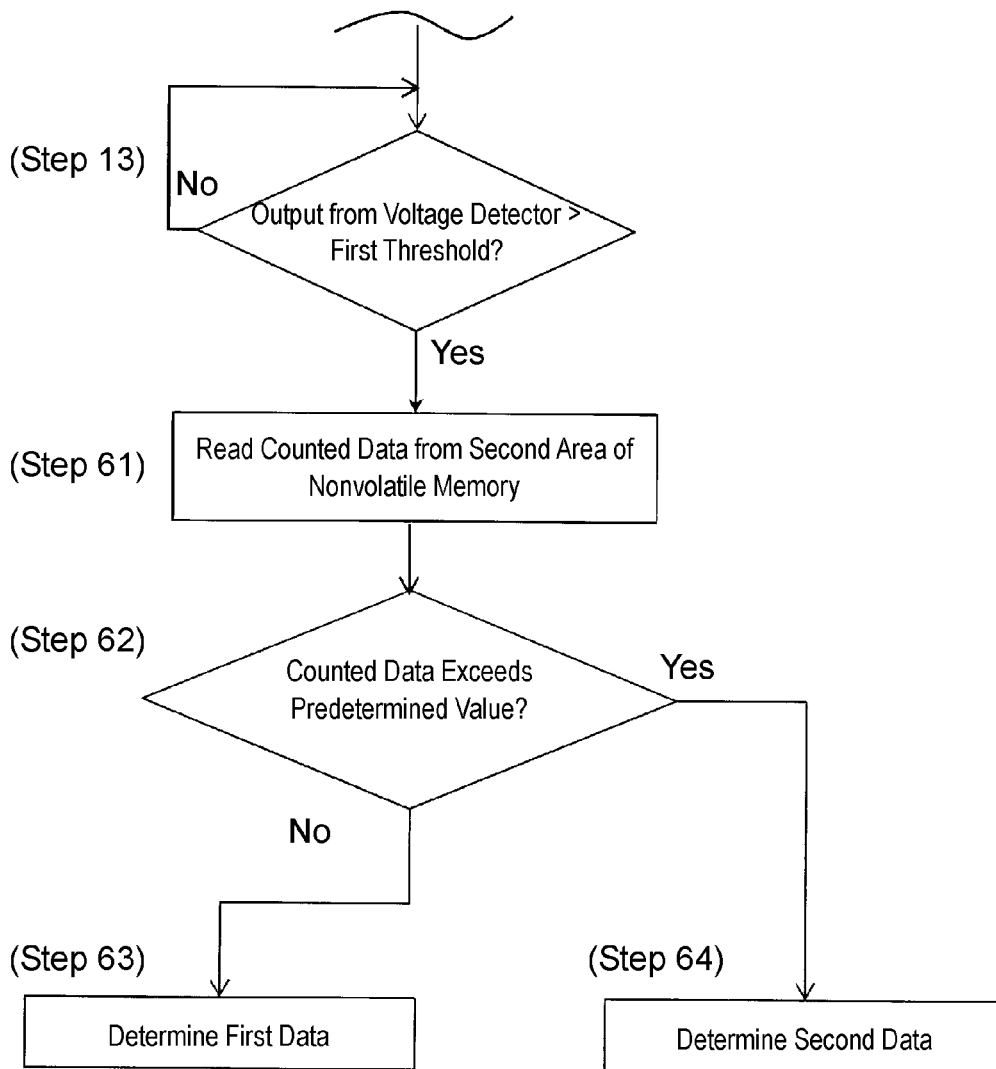 (Step 13)
No
Output from Voltage Detector >
First Threshold?
Yes
(Step 61)
Read Counted Data from Second Area of
Nonvolatile Memory
(Step 62)
Counted Data Exceeds
Predetermined Value?
Yes
No
(Step 63)
(Step 64)
Determine First Data
Determine Second Data